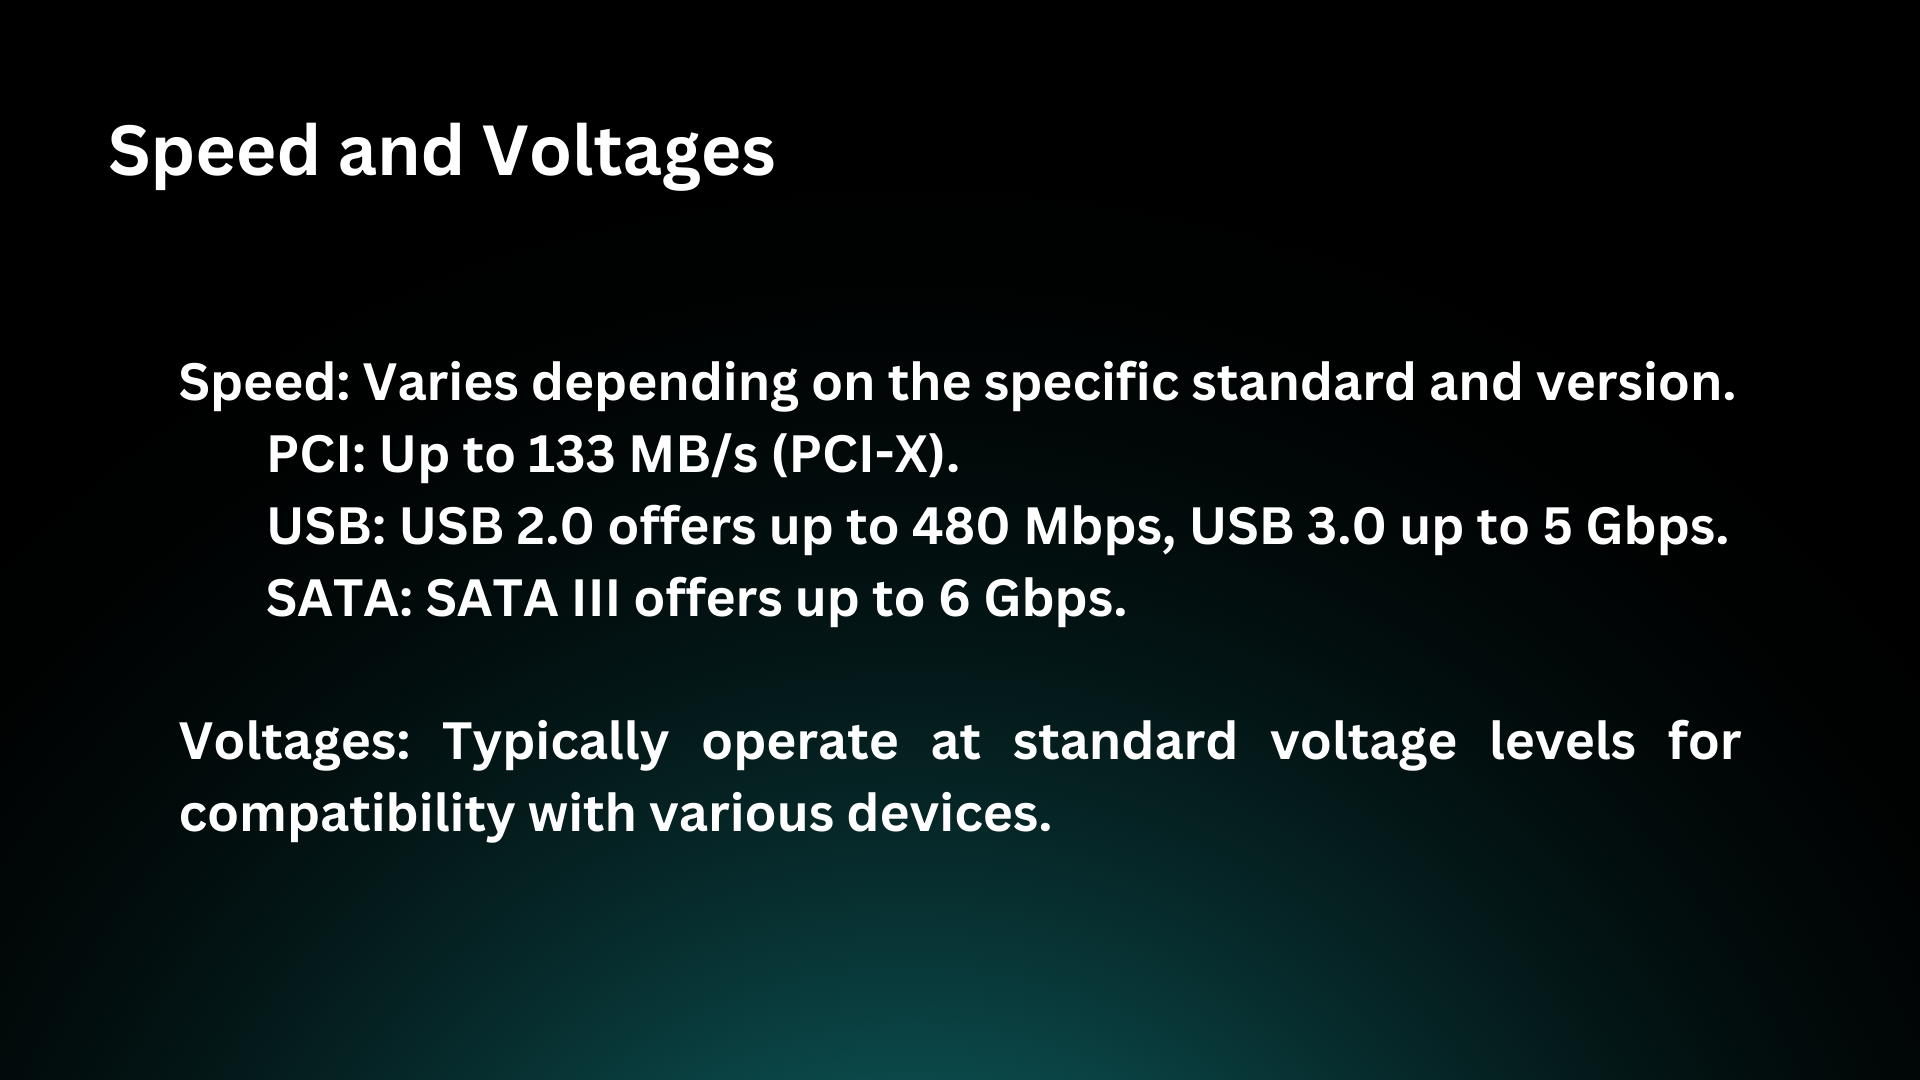 Speed and Voltages
Speed: Varies depending on the specific standard and version.
PCI: Up to 133 MB/s (PCI-X).
USB: USB 2.0 offers up to 480 Mbps, USB 3.0 up to 5 Gbps.
SATA: SATA III offers up to 6 Gbps.
Voltages: Typically operate at standard voltage levels for
compatibility with various devices.